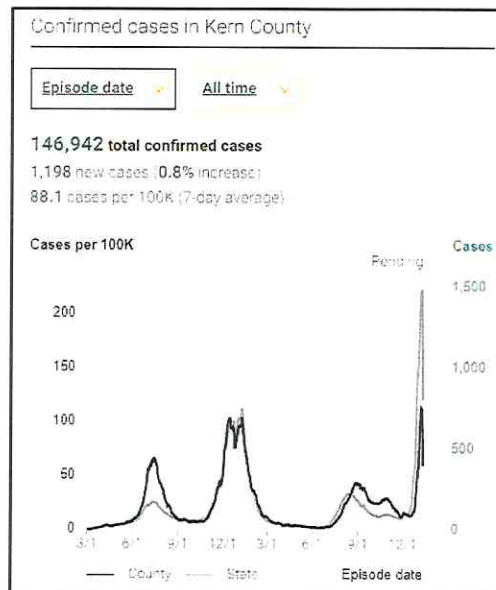 Confirmed cases in Kern County
Episode date All time
146,942 total confirmed cases
1,198 new cases (0.8% increase)
88.1 cases per 100K (7-day average)
Cases per 100K Cases
Pending
1,500
200
150
1,000
100
500
50
0 0
3/1 6/1 9/1 12/1 3/1 6/1 9/1 12/1
County State Episode date